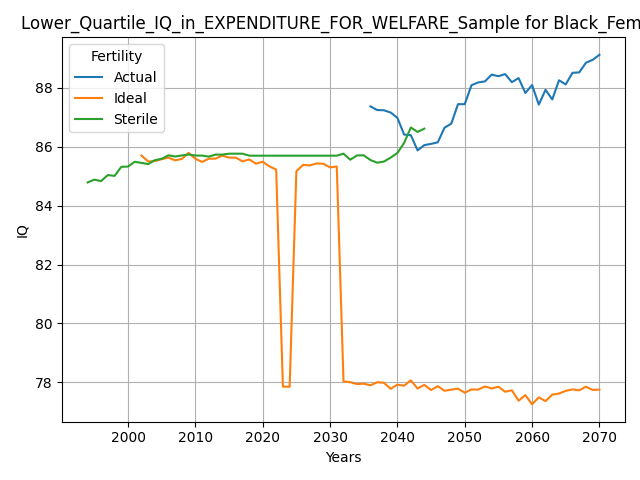 Lower_Quartile_IQ_in_EXPENDITURE_FOR_WELFARE_Sample for Black_Fem
Fertility
Actual
Ideal
Sterile
IQ
88
86
84
82
80
78
2000 2010 2020 2030 2040 2050 2060 2070
Years